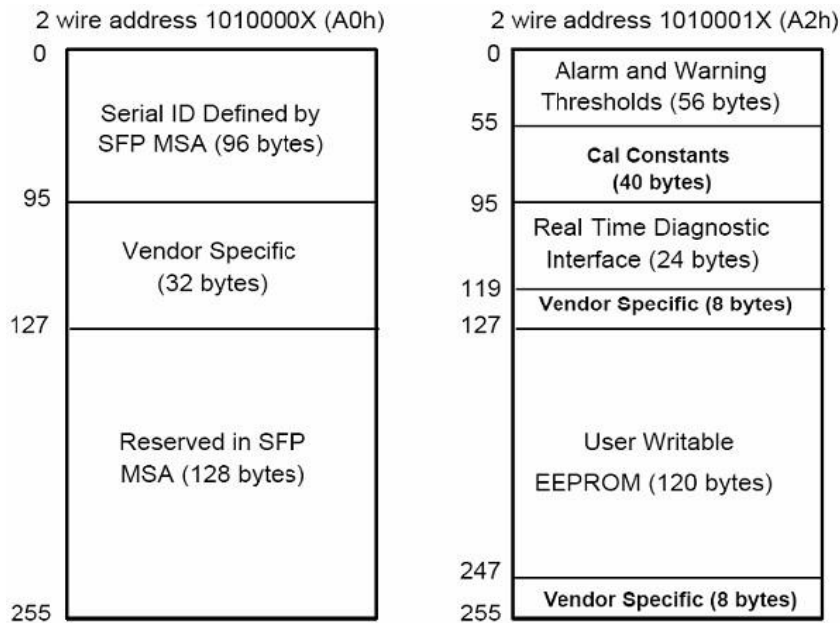 2 wire address 1010000X (A0h)
0
Serial ID Defined by
SFP MSA (96 bytes)
95
Vendor Specific
(32 bytes)
127
Reserved in SFP
MSA (128 bytes)
255
2 wire address 1010001X (A2h)
0
Alarm and Warning
Thresholds (56 bytes)
55
Cal Constants
(40 bytes)
95
Real Time Diagnostic
Interface (24 bytes)
119
Vendor Specific (8 bytes)
127
User Writable
EEPROM (120 bytes)
247
Vendor Specific (8 bytes)
255